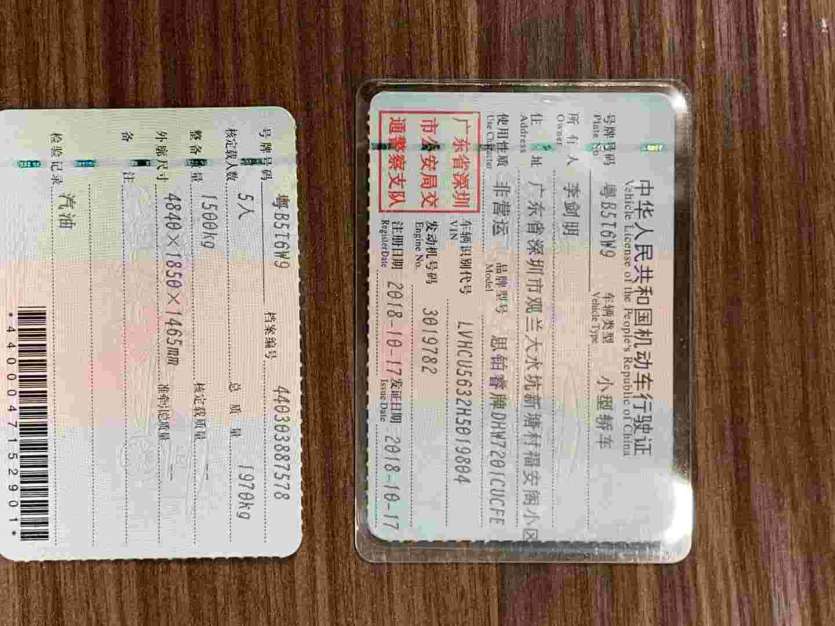 中华人民共和国机动车行驶证
Vehicle License of the People's Republic of China
号牌号码 粤B5T6W9 车辆类型 小型轿车
Plate No. Vehicle Type
所有人 李剑明
Owner
住址 广东省深圳市观兰大水坑新塘村福安阁小区
Address
使用性质 非营运 品牌型号 思铂睿牌DHW7201CUCFE
Use Character Model
广东省深圳
市公安局交
通警察支队
车辆识别代号 LVHCU5632H5019804
VIN
发动机号码 3019782
Engine No.
注册日期 2018-10-17 发证日期 2018-10-17
Register Date Issue Date
号牌号码 粤B5T6W9 档案编号 440303887578
核定载人数 5人 总质量 1970kg
整备质量 1500kg 核定载质量 --
外廓尺寸 4840×1850×1465mm 准牵引总质量 --
备注
检验记录 汽油
*4400047152901*